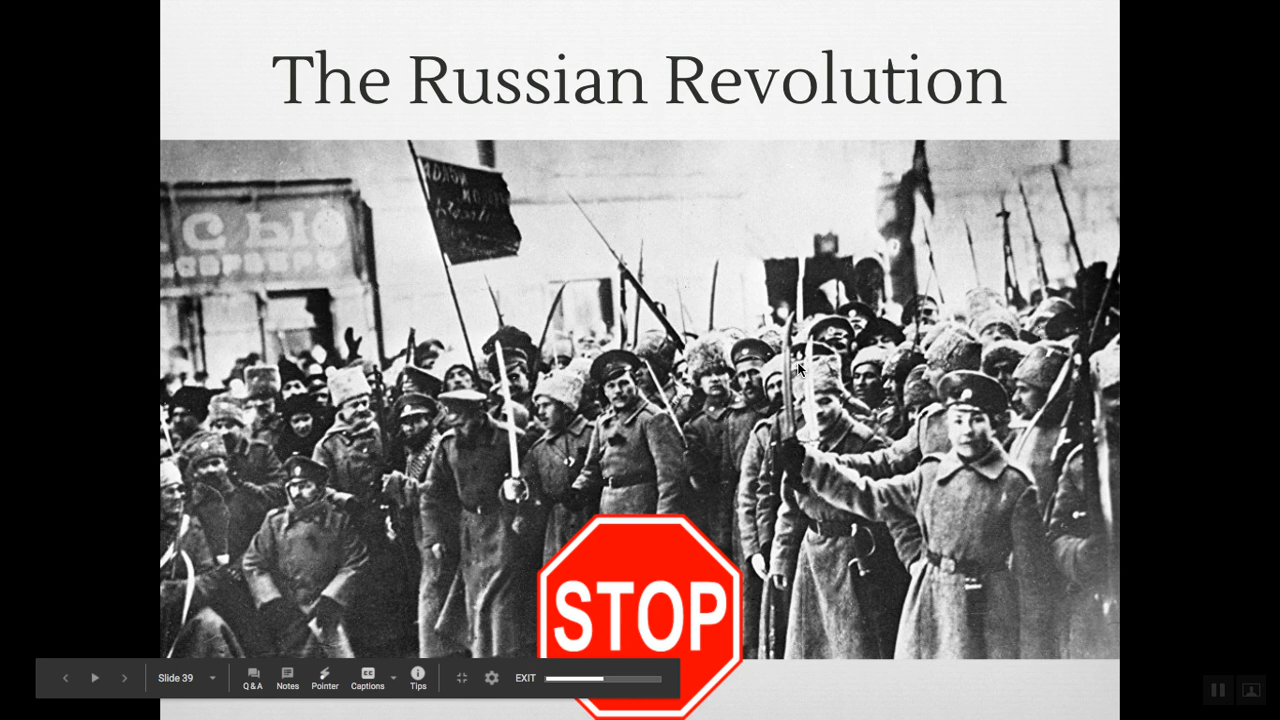 The Russian Revolution
STOP
Slide 39
Q&A
Notes
Pointer
Captions
Tips
EXIT